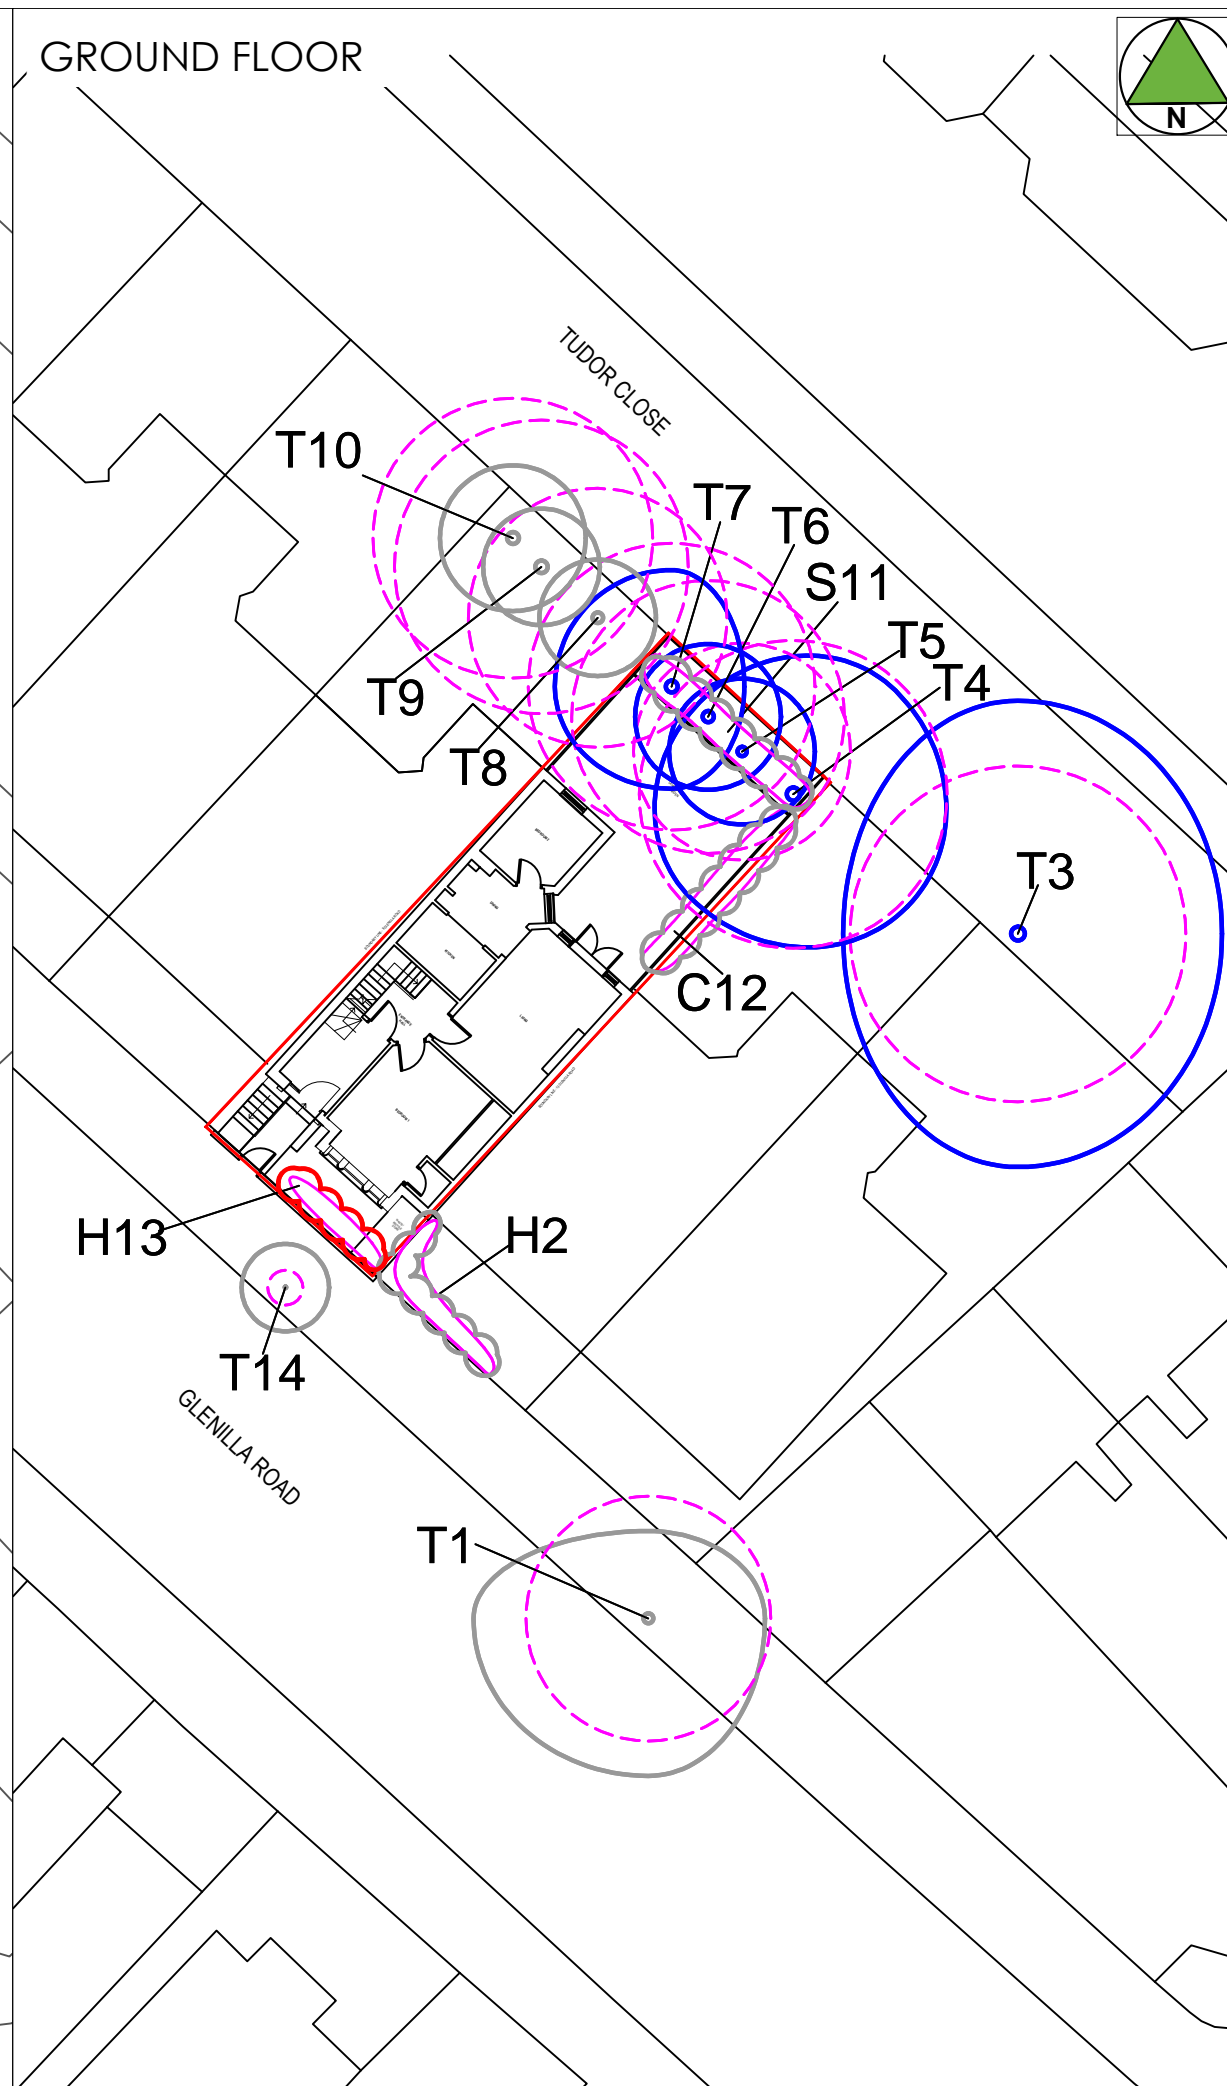 GROUND FLOOR
N
TUDOR CLOSE
T10
T7
T6
S11
T5
T4
T9
T8
T3
C12
H13
H2
T14
GLENILLA ROAD
T1